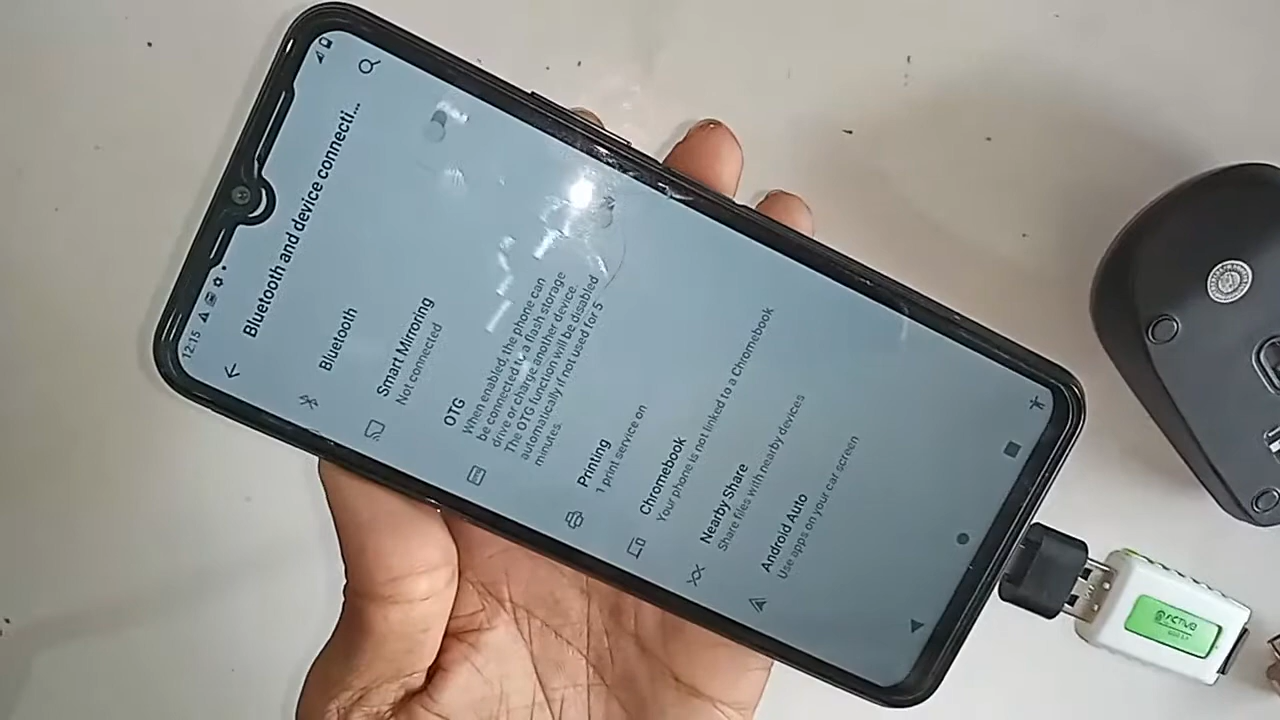 12:15
Bluetooth and device connecti...
Bluetooth
Smart Mirroring
Not connected
OTG
When enabled, the phone can
be connected to a flash storage
drive or charge another device.
The OTG function will be disabled
automatically if not used for 5
minutes.
Printing
1 print service on
Chromebook
Your phone is not linked to a Chromebook
Nearby Share
Share files with nearby devices
Android Auto
Use apps on your car screen